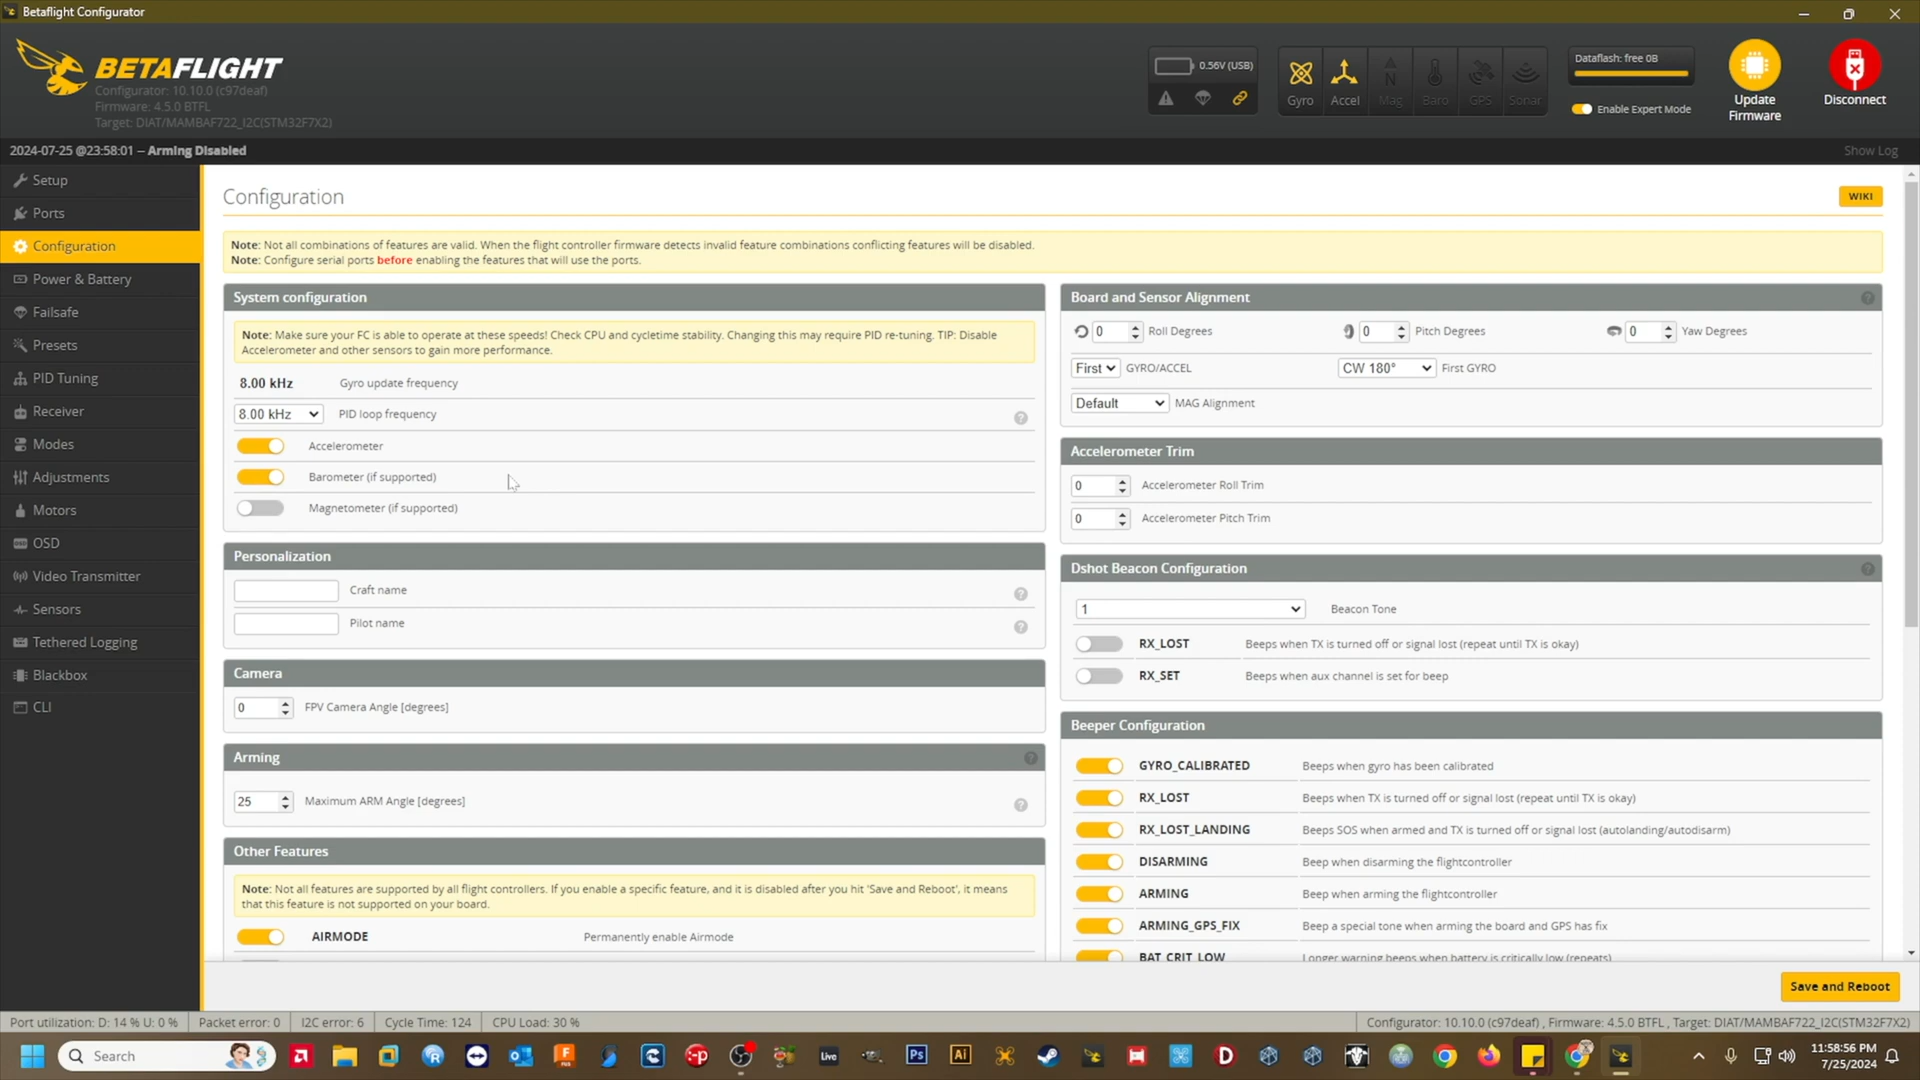 Betaflight Configurator
BETAFLIGHT
Configurator: 10.10.0 (c97deaf)
Firmware: 4.5.0 BTFL
Target: DIAT/MAMBAF722_I2C(STM32F7X2)
0.56V (USB)
Gyro
Accel
Mag
Baro
GPS
Sonar
Dataflash: free 0B
Enable Expert Mode
Update
Firmware
Disconnect
2024-07-25 @23:58:01 -- Arming Disabled
Show Log
Setup
Ports
Configuration
Power & Battery
Failsafe
Presets
PID Tuning
Receiver
Modes
Adjustments
Motors
OSD
Video Transmitter
Sensors
Tethered Logging
Blackbox
CLI
Configuration
WIKI
Note: Not all combinations of features are valid. When the flight controller firmware detects invalid feature combinations conflicting features will be disabled.
Note: Configure serial ports before enabling the features that will use the ports.
System configuration
Note: Make sure your FC is able to operate at these speeds! Check CPU and cycletime stability. Changing this may require PID re-tuning. TIP: Disable
Accelerometer and other sensors to gain more performance.
8.00 kHz Gyro update frequency
8.00 kHz PID loop frequency
Accelerometer
Barometer (if supported)
Magnetometer (if supported)
Personalization
Craft name
Pilot name
Camera
0 FPV Camera Angle [degrees]
Arming
25 Maximum ARM Angle [degrees]
Other Features
Note: Not all features are supported by all flight controllers. If you enable a specific feature, and it is disabled after you hit 'Save and Reboot', it means
that this feature is not supported on your board.
AIRMODE Permanently enable Airmode
Board and Sensor Alignment
0 Roll Degrees 0 Pitch Degrees 0 Yaw Degrees
First GYRO/ACCEL CW 180° First GYRO
Default MAG Alignment
Accelerometer Trim
0 Accelerometer Roll Trim
0 Accelerometer Pitch Trim
Dshot Beacon Configuration
1 Beacon Tone
RX_LOST Beeps when TX is turned off or signal lost (repeat until TX is okay)
RX_SET Beeps when aux channel is set for beep
Beeper Configuration
GYRO_CALIBRATED Beeps when gyro has been calibrated
RX_LOST Beeps when TX is turned off or signal lost (repeat until TX is okay)
RX_LOST_LANDING Beeps SOS when armed and TX is turned off or signal lost (autolanding/autodisarm)
DISARMING Beep when disarming the flightcontroller
ARMING Beep when arming the flightcontroller
ARMING_GPS_FIX Beep a special tone when arming the board and GPS has fix
BAT_CRIT_LOW Longer warning beeps when battery is critically low (repeats)
Save and Reboot
Port utilization: D: 14 % U: 0 % Packet error: 0 I2C error: 6 Cycle Time: 124 CPU Load: 30 %
Configurator: 10.10.0 (c97deaf) , Firmware: 4.5.0 BTFL , Target: DIAT/MAMBAF722_I2C(STM32F7X2)
Search
Live
Ps
Ai
11:58:56 PM
7/25/2024